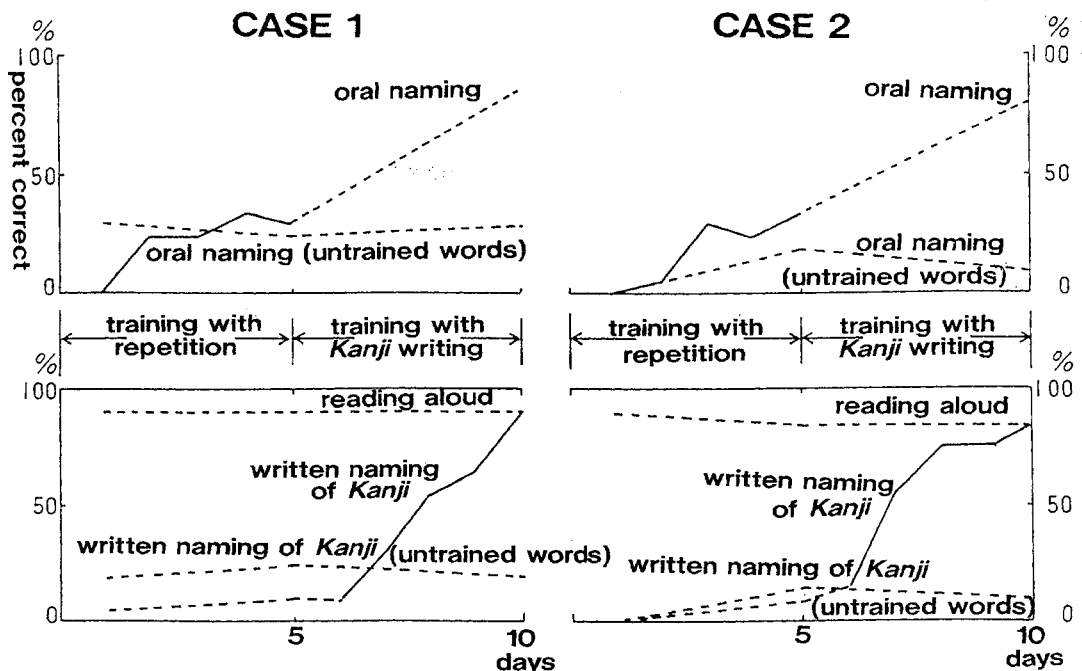 CASE 1
CASE 2
%
%
100
100
percent correct
oral naming
oral naming
50
50
oral naming (untrained words)
oral naming
(untrained words)
0
0
training with
repetition
training with
Kanji writing
training with
repetition
training with
Kanji writing
%
%
100
100
reading aloud
reading aloud
written naming
of Kanji
written naming
of Kanji
50
50
written naming of Kanji (untrained words)
written naming of Kanji
(untrained words)
0
0
5
10
days
5
10
days